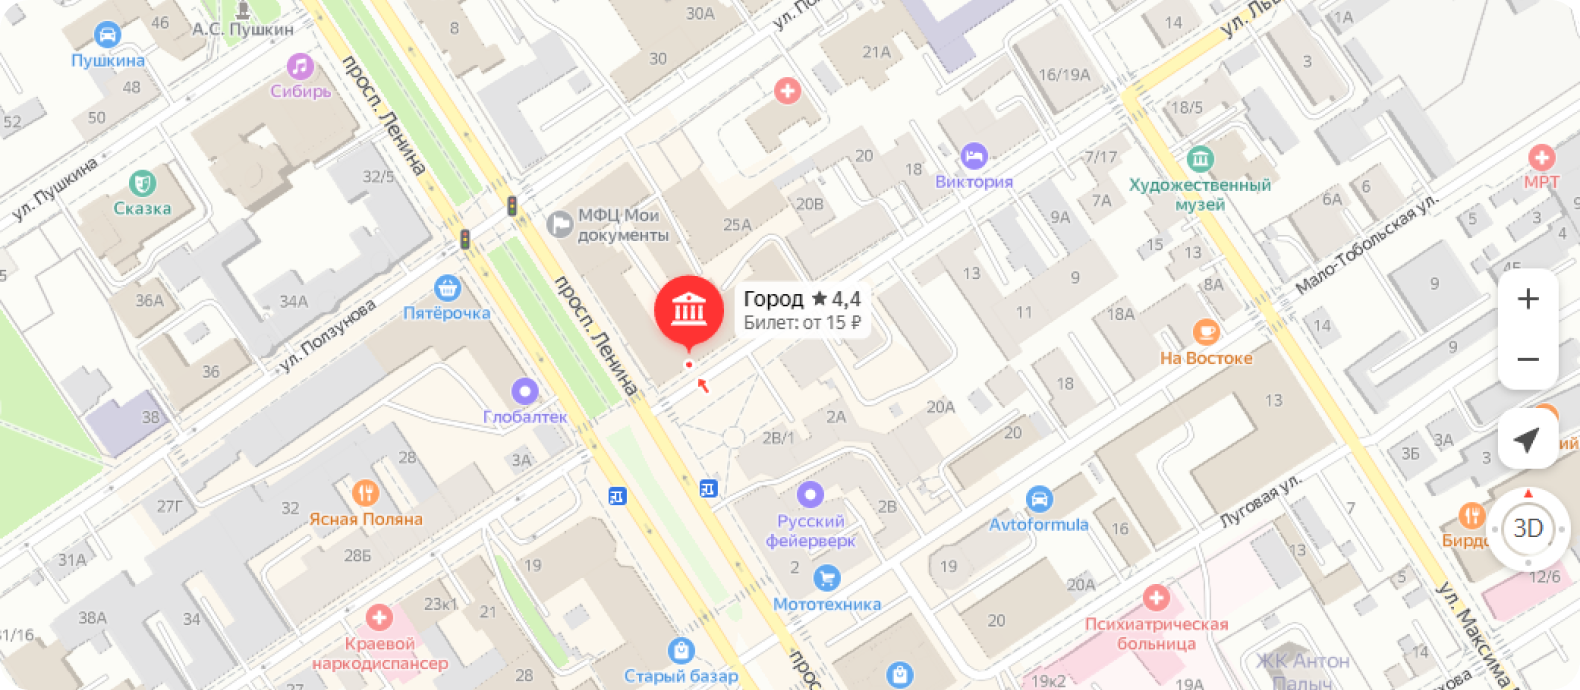 46
А.С. Пушкин
8
30А
30
21А
14
1А
3
16/19А
18/5
Пушкина
48
50
52
Сибирь
просп. Ленина
ул. Пушкина
Сказка
32/5
20
18
Виктория
7/17
Художественный
музей
МРТ
6
6А
5
3
4
7А
9А
15
13
8А
МФЦ Мои
документы
25А
20В
Мало-Тобольская ул.
9
36А
34А
Пятёрочка
ул. Ползунова
просп. Ленина
Город ★ 4,4
Билет: от 15 ₽
13
9
11
18А
14
9
На Востоке
36
38
Глобалтек
18
20А
2А
2В/1
20
13
3А
3Б
3
3А
28
27Г
32
Ясная Поляна
28Б
31А
Русский
фейерверк
2В
2
Avtoformula
16
Луговая ул.
7
13
3D
5
12/6
Мототехника
19
20А
20
19
23к1
21
38А
34
Краевой
наркодиспансер
Старый базар
28
27
Психиатрическая
больница
19к2
19А
ЖК Антон
Палыч
14
ул. Максима